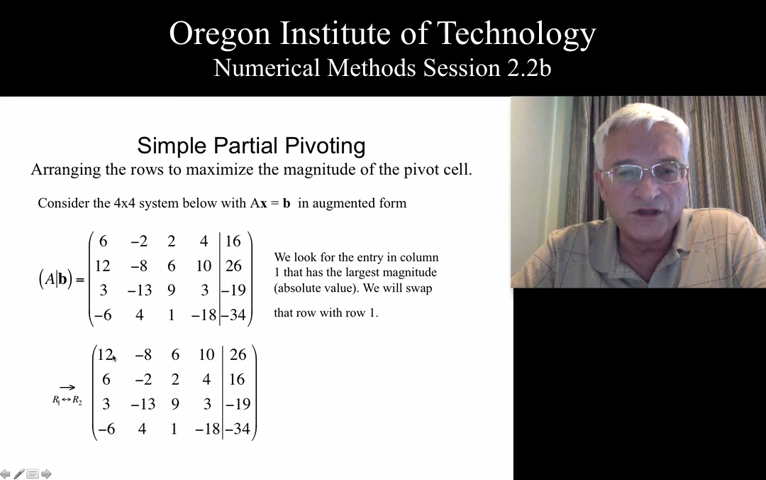 Oregon Institute of Technology
Numerical Methods Session 2.2b
Simple Partial Pivoting
Arranging the rows to maximize the magnitude of the pivot cell.
Consider the 4x4 system below with Ax = b in augmented form
(A|b) =
6 −2 2 4 | 16
12 −8 6 10 | 26
3 −13 9 3 | −19
−6 4 1 −18 | −34
We look for the entry in column
1 that has the largest magnitude
(absolute value). We will swap
that row with row 1.
→
R₁↔R₂
12 −8 6 10 | 26
6 −2 2 4 | 16
3 −13 9 3 | −19
−6 4 1 −18 | −34